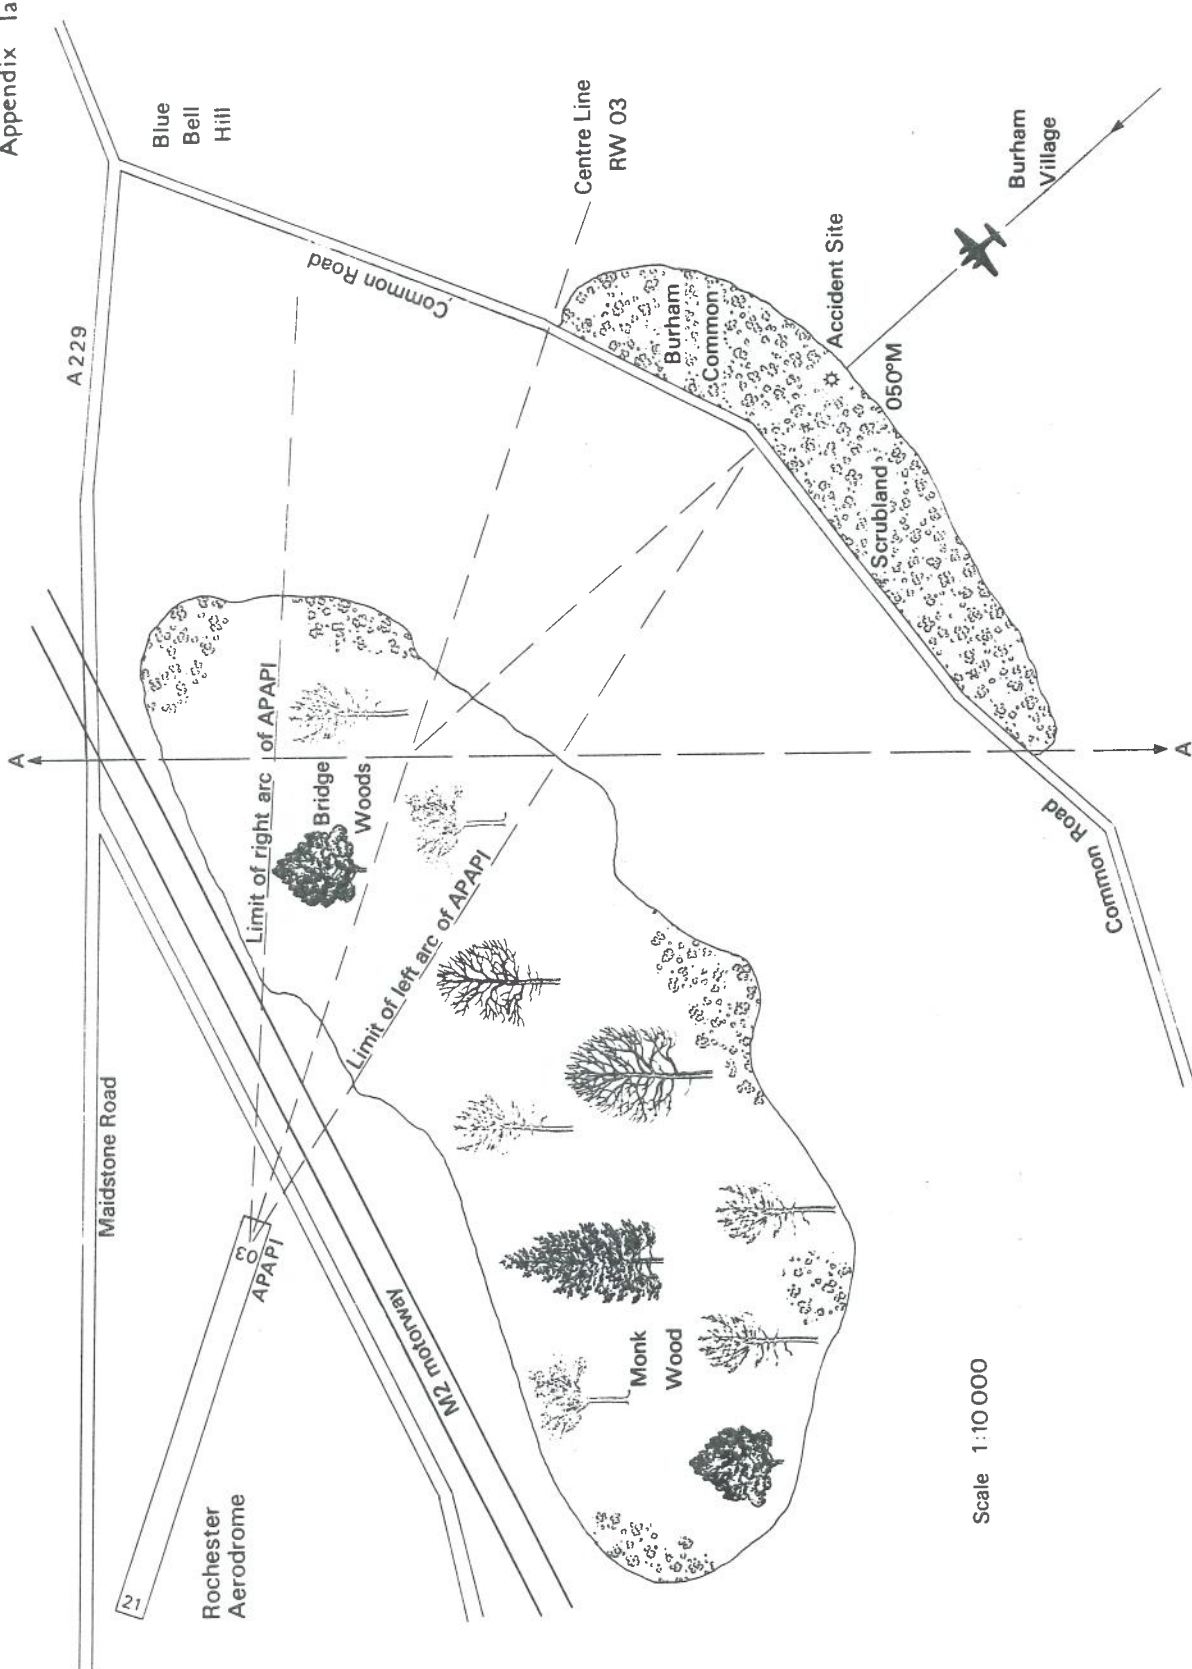 Appendix 1a
Blue
Bell
Hill
A 229
Common Road
Centre Line
RW 03
Burham
Village
Accident Site
050°M
Burham
Common
Scrubland
A
A
Limit of right arc of APAPI
Bridge
Woods
Limit of left arc of APAPI
Common Road
Maidstone Road
03
APAPI
M2 motorway
Monk
Wood
21
Rochester
Aerodrome
Scale 1:10 000